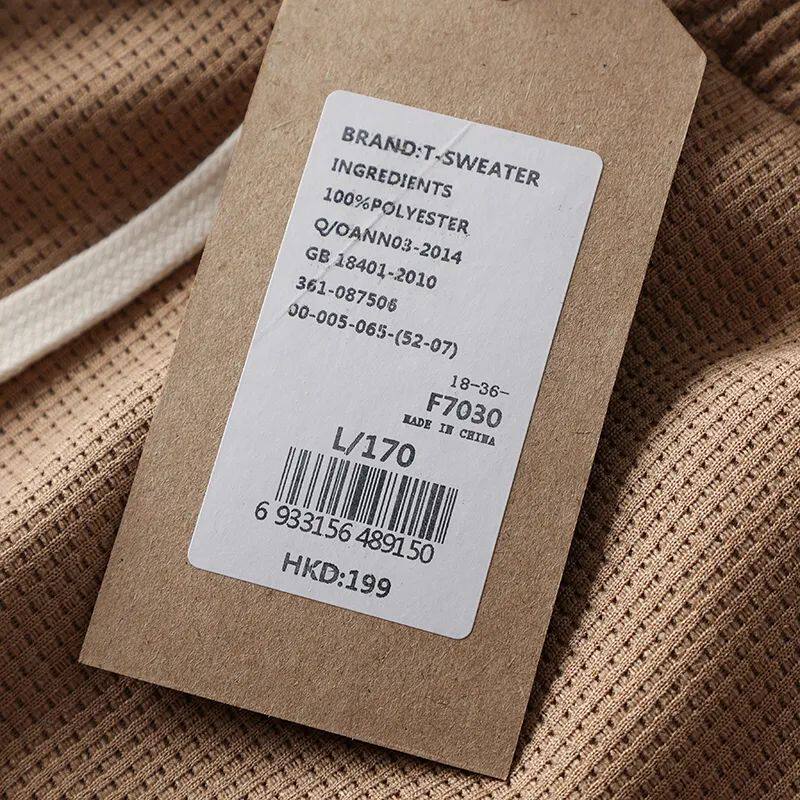 BRAND:T-SWEATER
INGREDIENTS
100%POLYESTER
Q/OANN03-2014
GB 18401-2010
361-087506
00-005-065-(52-07)
18-36-
F7030
MADE IN CHINA
L/170
6 933156 489150
HKD:199